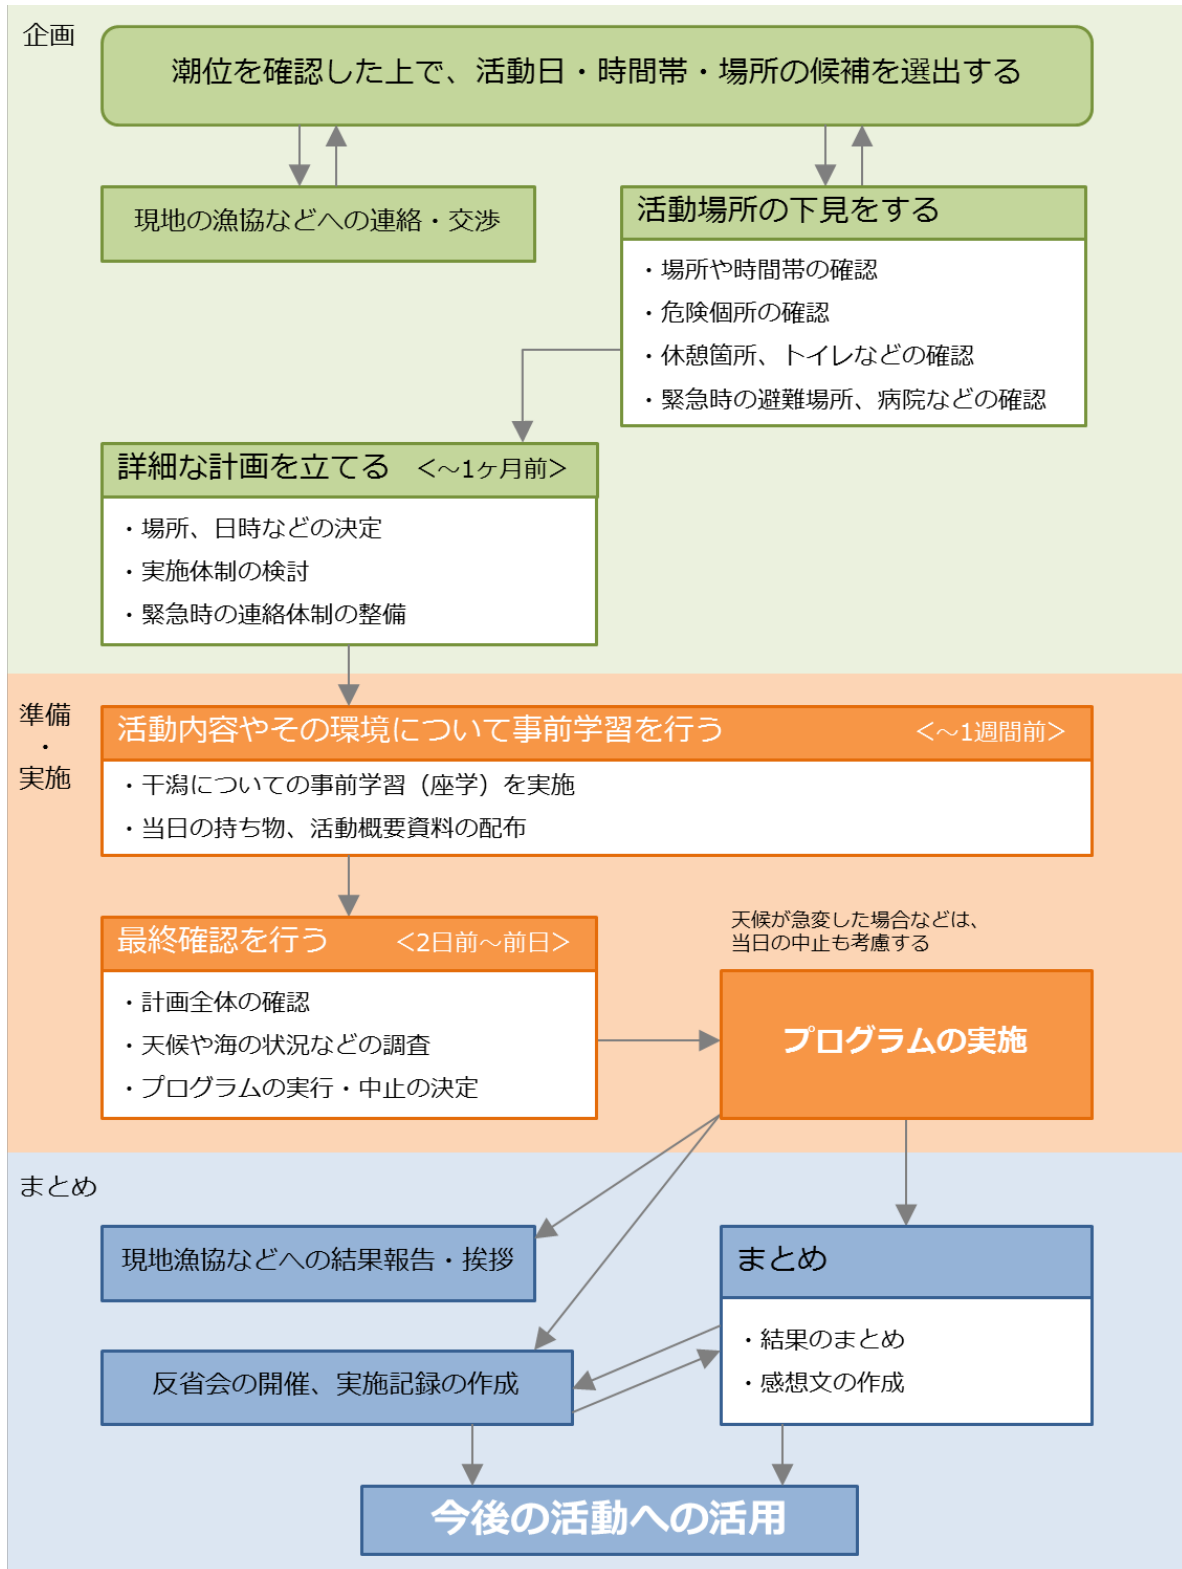 企画
潮位を確認した上で、活動日・時間帯・場所の候補を選出する
現地の漁協などへの連絡・交渉
活動場所の下見をする
・場所や時間帯の確認
・危険個所の確認
・休憩箇所、トイレなどの確認
・緊急時の避難場所、病院などの確認
詳細な計画を立てる <～1ヶ月前>
・場所、日時などの決定
・実施体制の検討
・緊急時の連絡体制の整備
準備
・
実施
活動内容やその環境について事前学習を行う <～1週間前>
・干潟についての事前学習（座学）を実施
・当日の持ち物、活動概要資料の配布
最終確認を行う <2日前～前日>
・計画全体の確認
・天候や海の状況などの調査
・プログラムの実行・中止の決定
天候が急変した場合などは、
当日の中止も考慮する
プログラムの実施
まとめ
現地漁協などへの結果報告・挨拶
まとめ
・結果のまとめ
・感想文の作成
反省会の開催、実施記録の作成
今後の活動への活用